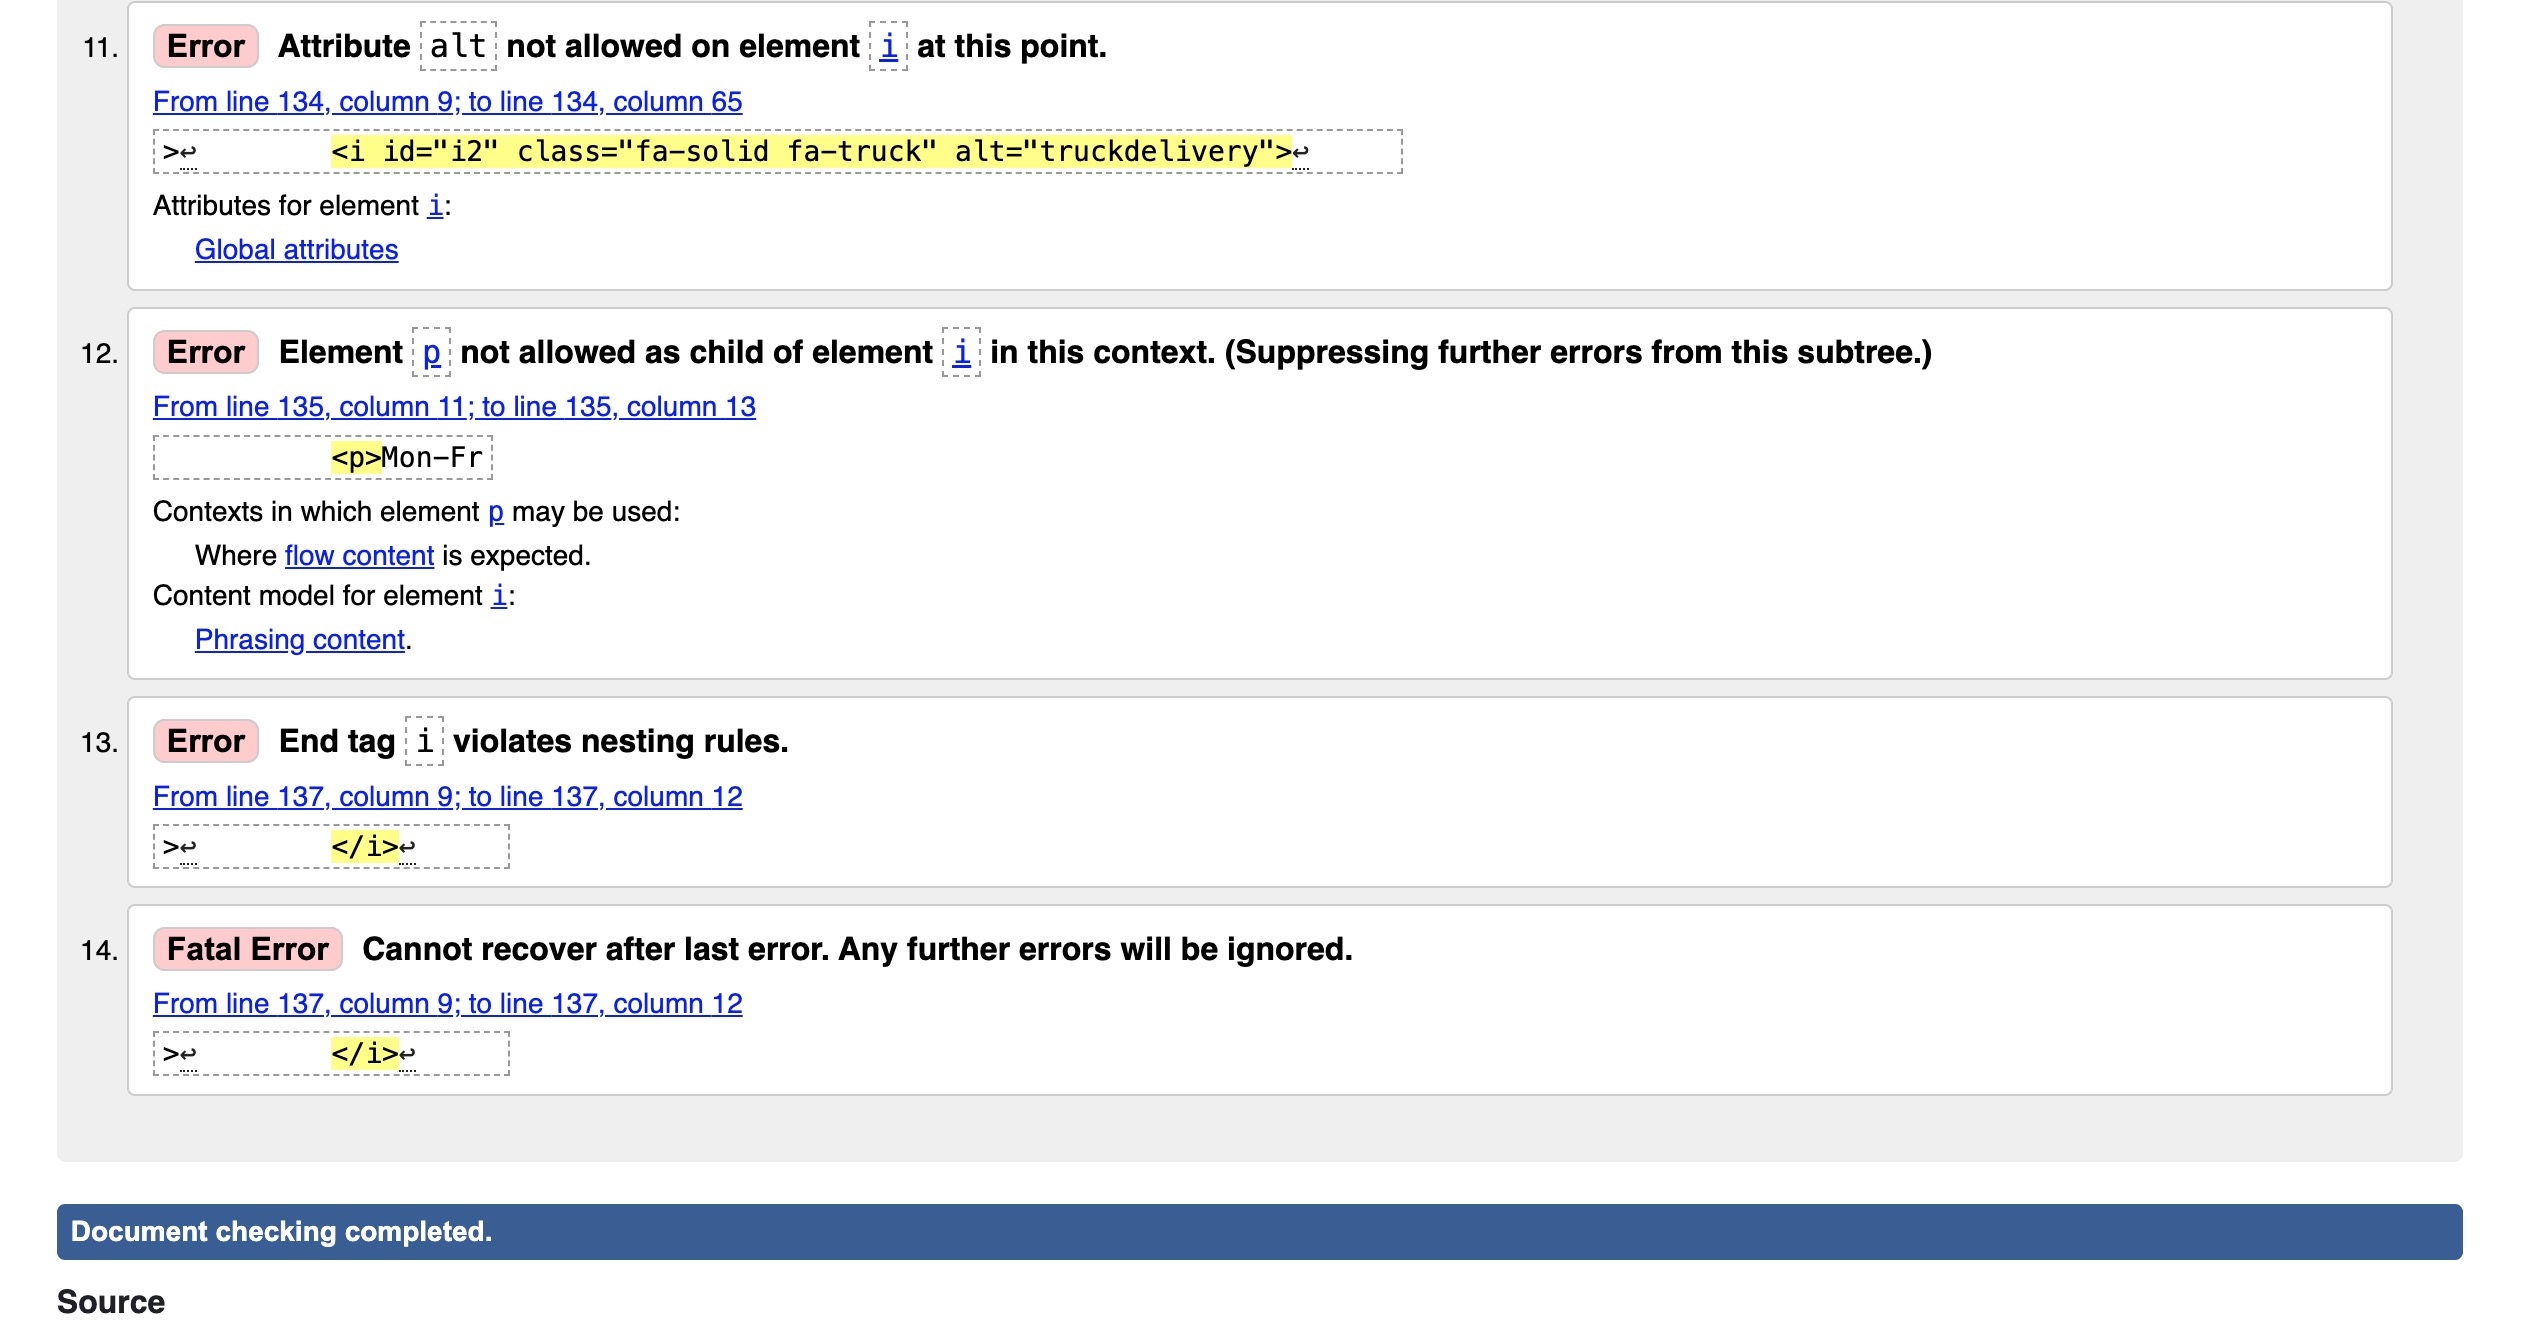 11. Error Attribute alt not allowed on element i at this point.
From line 134, column 9; to line 134, column 65
>↩ <i id="i2" class="fa-solid fa-truck" alt="truckdelivery">↩
Attributes for element i:
Global attributes
12. Error Element p not allowed as child of element i in this context. (Suppressing further errors from this subtree.)
From line 135, column 11; to line 135, column 13
<p>Mon-Fr
Contexts in which element p may be used:
Where flow content is expected.
Content model for element i:
Phrasing content.
13. Error End tag i violates nesting rules.
From line 137, column 9; to line 137, column 12
>↩ </i>↩
14. Fatal Error Cannot recover after last error. Any further errors will be ignored.
From line 137, column 9; to line 137, column 12
>↩ </i>↩
Document checking completed.
Source